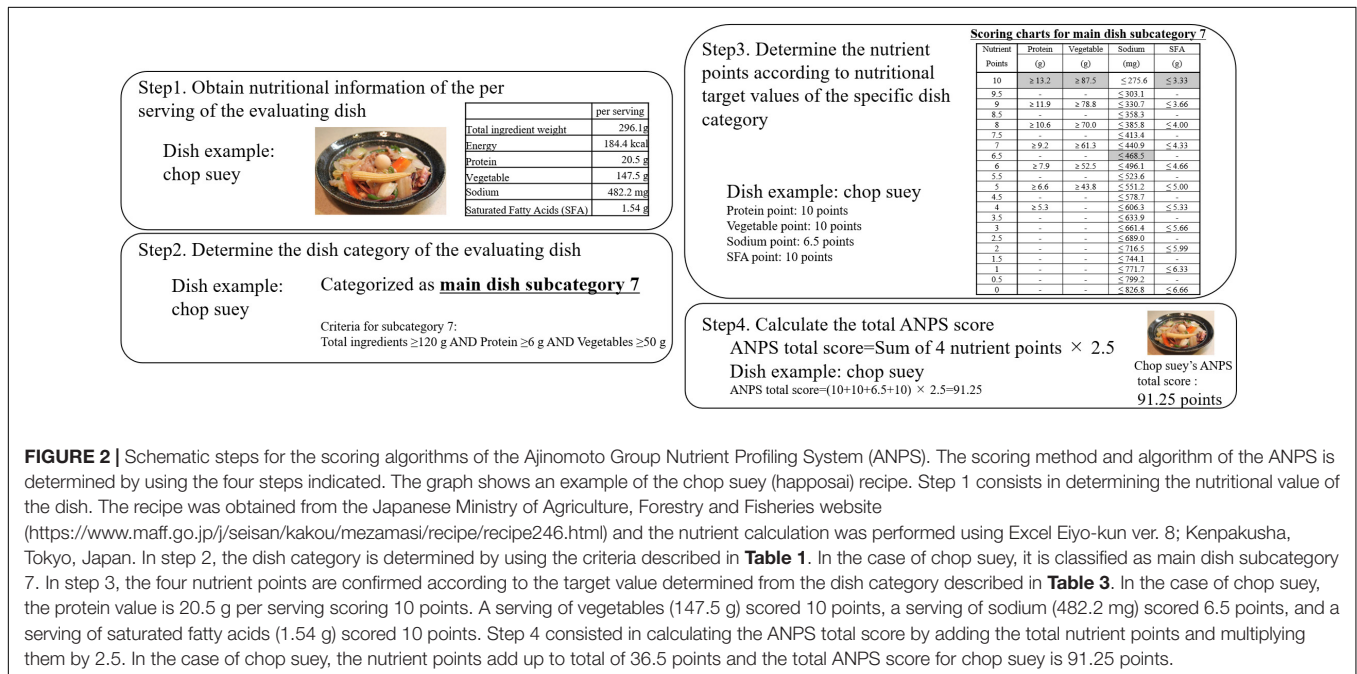 Step1. Obtain nutritional information of the per
serving of the evaluating dish
Dish example:
chop suey
per serving
Total ingredient weight 296.1g
Energy 184.4 kcal
Protein 20.5 g
Vegetable 147.5 g
Sodium 482.2 mg
Saturated Fatty Acids (SFA) 1.54 g
Step2. Determine the dish category of the evaluating dish
Dish example:
chop suey
Categorized as main dish subcategory 7
Criteria for subcategory 7:
Total ingredients ≥120 g AND Protein ≥6 g AND Vegetables ≥50 g
Step3. Determine the nutrient
points according to nutritional
target values of the specific dish
category
Dish example: chop suey
Protein point: 10 points
Vegetable point: 10 points
Sodium point: 6.5 points
SFA point: 10 points
Scoring charts for main dish subcategory 7
Nutrient Protein Vegetable Sodium SFA
Points (g) (g) (mg) (g)
10 ≥13.2 ≥87.5 ≤275.6 ≤3.33
9.5 - - ≤303.1 -
9 ≥11.9 ≥78.8 ≤330.7 ≤3.66
8.5 - - ≤358.3 -
8 ≥10.6 ≥70.0 ≤385.8 ≤4.00
7.5 - - ≤413.4 -
7 ≥9.2 ≥61.3 ≤440.9 ≤4.33
6.5 - - ≤468.5 -
6 ≥7.9 ≥52.5 ≤496.1 ≤4.66
5.5 - - ≤523.6 -
5 ≥6.6 ≥43.8 ≤551.2 ≤5.00
4.5 - - ≤578.7 -
4 ≥5.3 - ≤606.3 ≤5.33
3.5 - - ≤633.9 -
3 - - ≤661.4 ≤5.66
2.5 - - ≤689.0 -
2 - - ≤716.5 ≤5.99
1.5 - - ≤744.1 -
1 - - ≤771.7 ≤6.33
0.5 - - ≤799.2 -
0 - - ≤826.8 ≤6.66
Step4. Calculate the total ANPS score
ANPS total score=Sum of 4 nutrient points × 2.5
Dish example: chop suey
ANPS total score=(10+10+6.5+10) × 2.5=91.25
Chop suey's ANPS
total score :
91.25 points
FIGURE 2 | Schematic steps for the scoring algorithms of the Ajinomoto Group Nutrient Profiling System (ANPS). The scoring method and algorithm of the ANPS is
determined by using the four steps indicated. The graph shows an example of the chop suey (happosai) recipe. Step 1 consists in determining the nutritional value of
the dish. The recipe was obtained from the Japanese Ministry of Agriculture, Forestry and Fisheries website
(https://www.maff.go.jp/j/seisan/kakou/mezamasi/recipe/recipe246.html) and the nutrient calculation was performed using Excel Eiyo-kun ver. 8; Kenpakusha,
Tokyo, Japan. In step 2, the dish category is determined by using the criteria described in Table 1. In the case of chop suey, it is classified as main dish subcategory
7. In step 3, the four nutrient points are confirmed according to the target value determined from the dish category described in Table 3. In the case of chop suey,
the protein value is 20.5 g per serving scoring 10 points. A serving of vegetables (147.5 g) scored 10 points, a serving of sodium (482.2 mg) scored 6.5 points, and a
serving of saturated fatty acids (1.54 g) scored 10 points. Step 4 consisted in calculating the ANPS total score by adding the total nutrient points and multiplying
them by 2.5. In the case of chop suey, the nutrient points add up to total of 36.5 points and the total ANPS score for chop suey is 91.25 points.